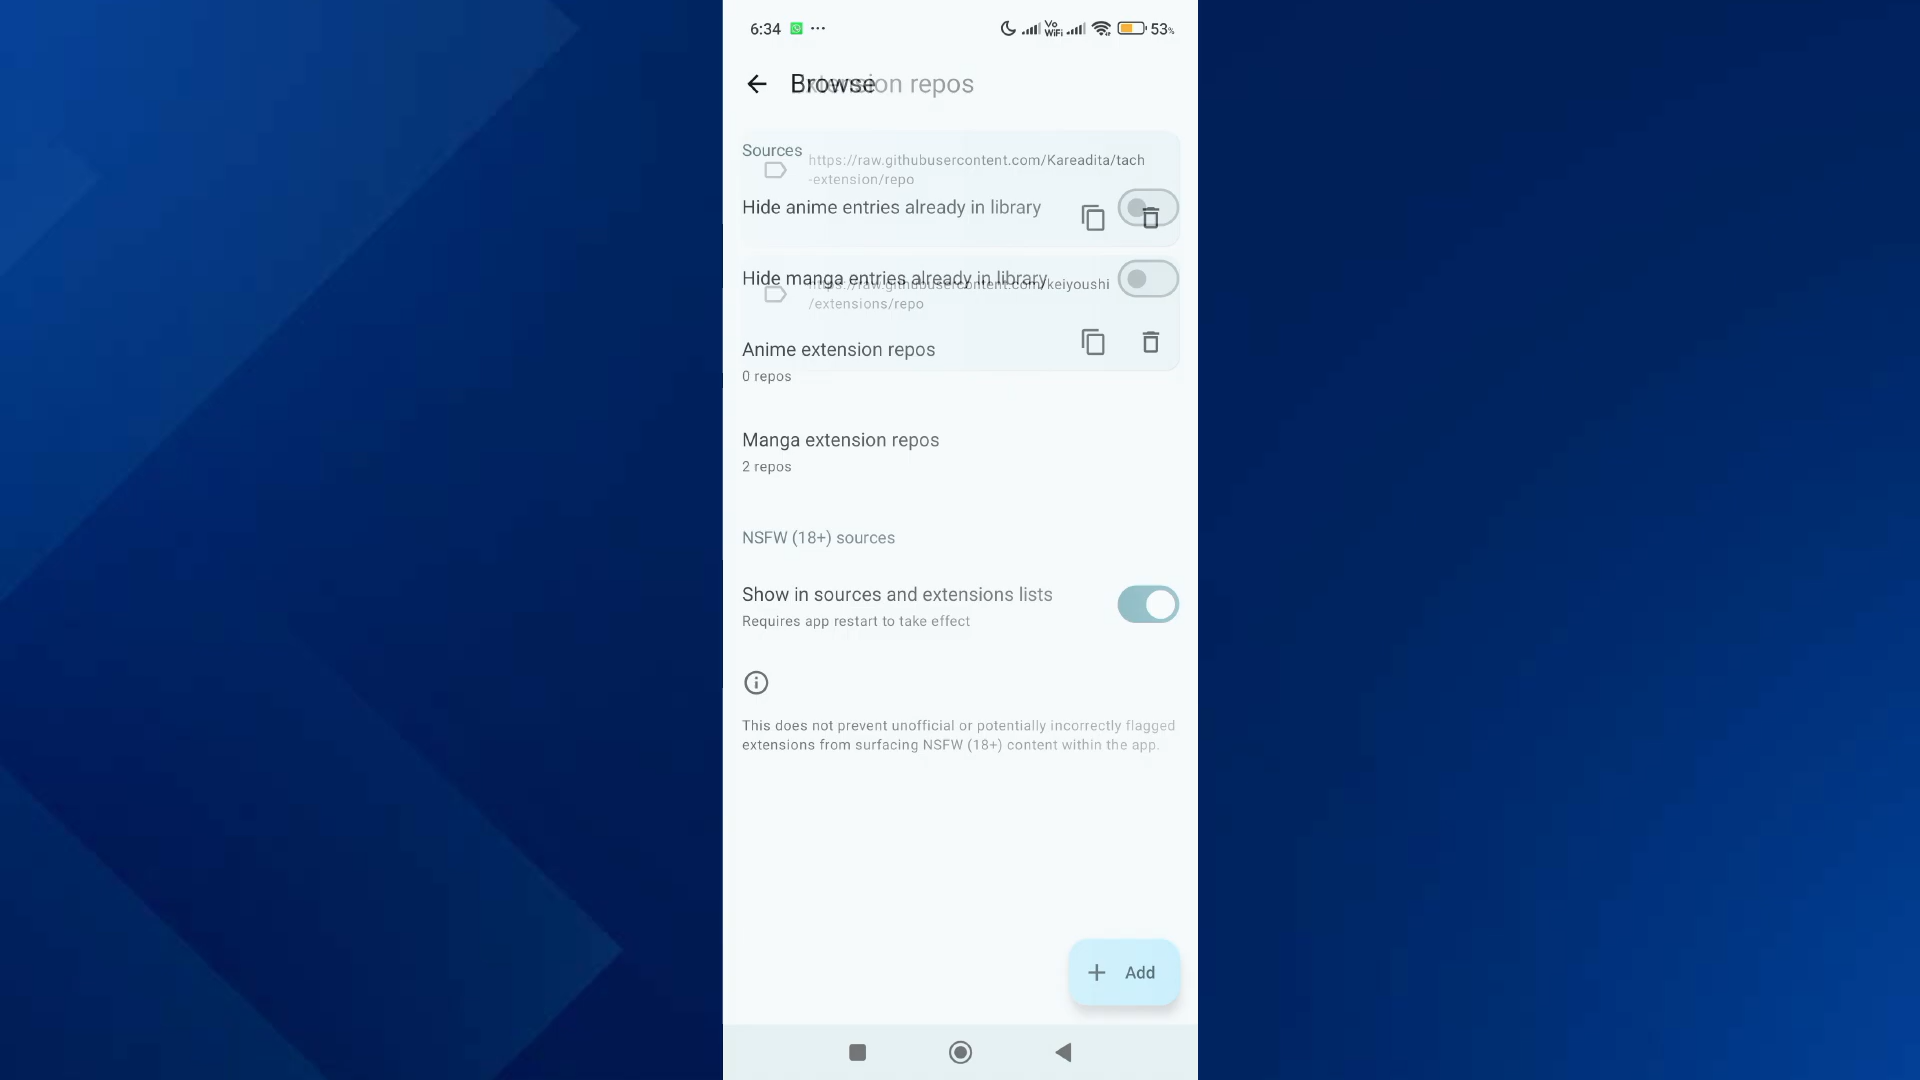 6:34
Vo
WiFi
53%
Browse
Extension repos
Sources
https://raw.githubusercontent.com/Kareadita/tach
-extension/repo
Hide anime entries already in library
Hide manga entries already in library
https://raw.githubusercontent.com/keiyoushi
/extensions/repo
Anime extension repos
0 repos
Manga extension repos
2 repos
NSFW (18+) sources
Show in sources and extensions lists
Requires app restart to take effect
This does not prevent unofficial or potentially incorrectly flagged
extensions from surfacing NSFW (18+) content within the app.
Add